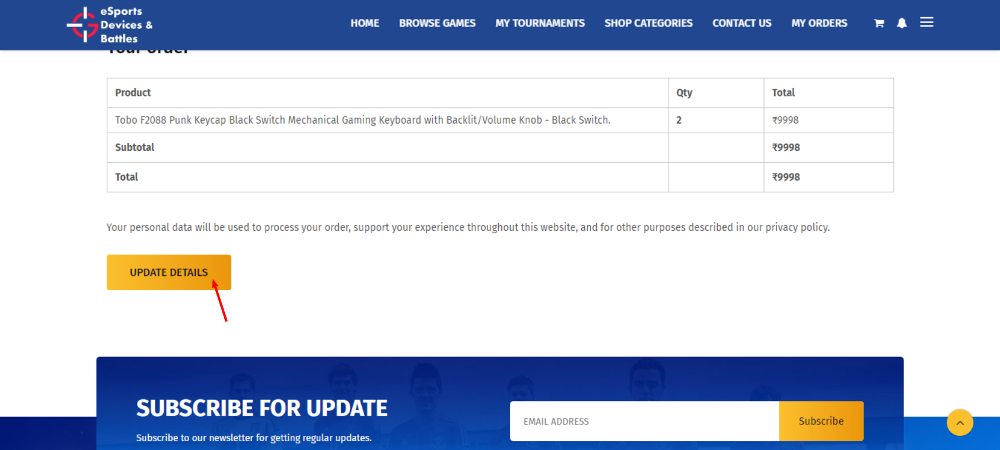 eSports
Devices &
Battles
HOME BROWSE GAMES MY TOURNAMENTS SHOP CATEGORIES CONTACT US MY ORDERS
Your order
Product Qty Total
Tobo F2088 Punk Keycap Black Switch Mechanical Gaming Keyboard with Backlit/Volume Knob - Black Switch. 2 ₹9998
Subtotal ₹9998
Total ₹9998
Your personal data will be used to process your order, support your experience throughout this website, and for other purposes described in our privacy policy.
UPDATE DETAILS
SUBSCRIBE FOR UPDATE
Subscribe to our newsletter for getting regular updates.
EMAIL ADDRESS Subscribe